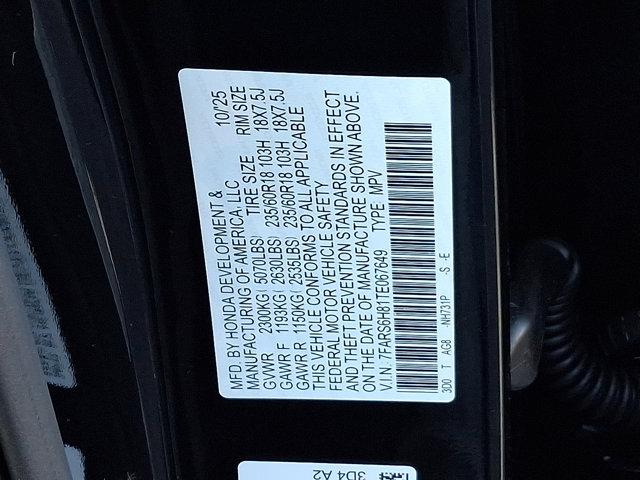 MFD. BY HONDA DEVELOPMENT & 10/'25
MANUFACTURING OF AMERICA, LLC TIRE SIZE RIM SIZE
GVWR 2300KG( 5070LBS)
GAWR F 1193KG( 2630LBS) 235/60R18 103H 18X7.5J
GAWR R 1150KG( 2535LBS) 235/60R18 103H 18X7.5J
THIS VEHICLE CONFORMS TO ALL APPLICABLE
FEDERAL MOTOR VEHICLE SAFETY
AND THEFT PREVENTION STANDARDS IN EFFECT
ON THE DATE OF MANUFACTURE SHOWN ABOVE.
V.I.N. 7FARS6H81TE067649 TYPE MPV
3D0 T AG8 -NH731P -S -E
3D4 A2